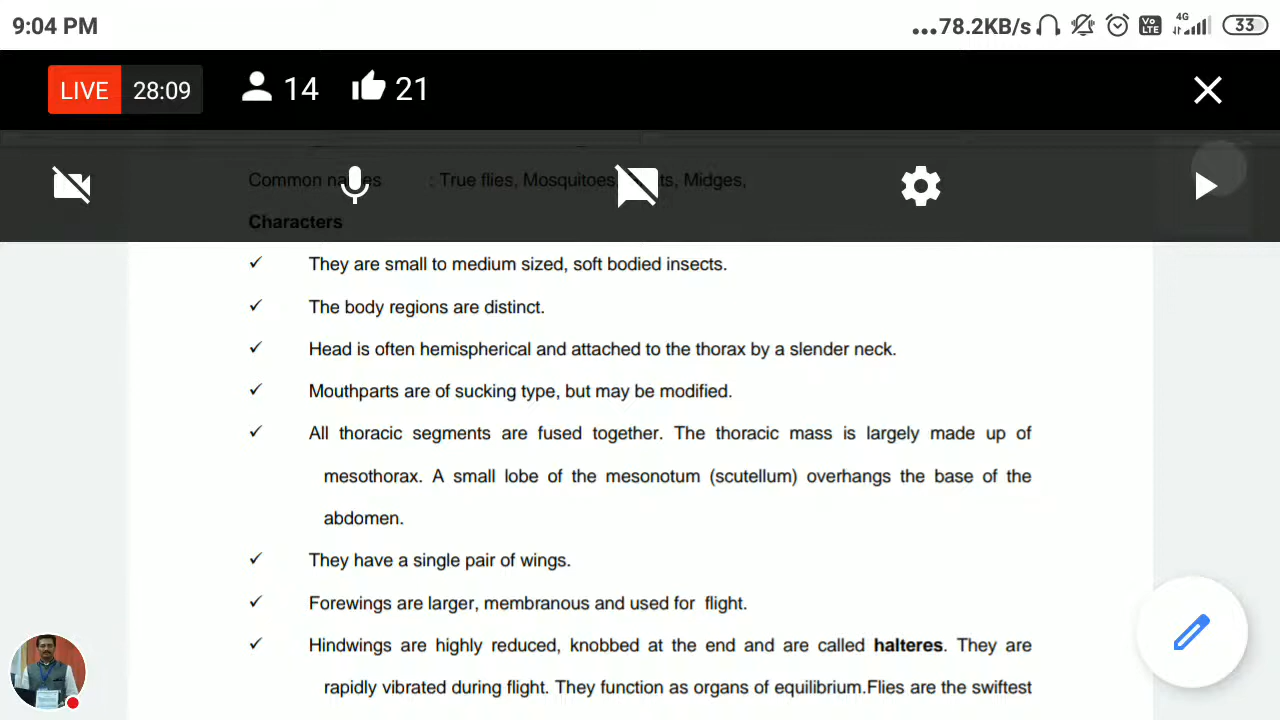 9:04 PM
...78.2KB/s Vo LTE 4G 33
LIVE 28:09 14 21
Common : True flies, Mosquitoes, Midges,
Characters
✓ They are small to medium sized, soft bodied insects.
✓ The body regions are distinct.
✓ Head is often hemispherical and attached to the thorax by a slender neck.
✓ Mouthparts are of sucking type, but may be modified.
✓ All thoracic segments are fused together. The thoracic mass is largely made up of
mesothorax. A small lobe of the mesonotum (scutellum) overhangs the base of the
abdomen.
✓ They have a single pair of wings.
✓ Forewings are larger, membranous and used for flight.
✓ Hindwings are highly reduced, knobbed at the end and are called halteres. They are
rapidly vibrated during flight. They function as organs of equilibrium.Flies are the swiftest